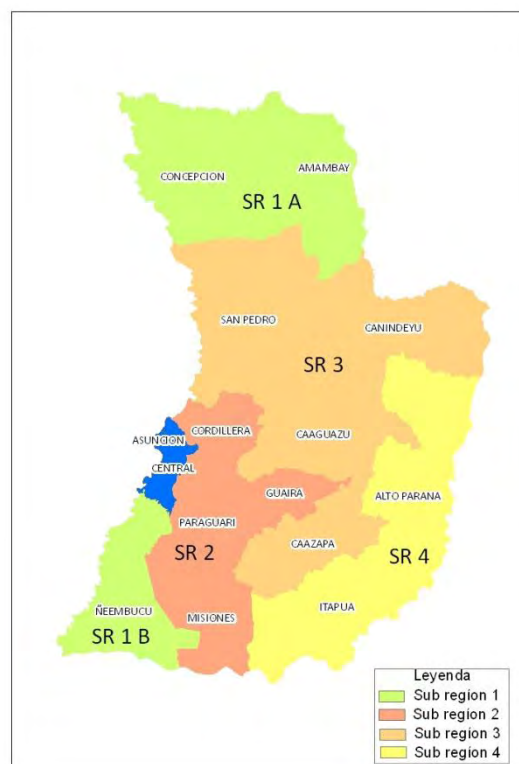 AMAMBAY
CONCEPCION
SR 1 A
SAN PEDRO
CANINDEYU
SR 3
CORDILLERA
ASUNCION
CAAGUAZU
CENTRAL
GUAIRA
ALTO PARANA
PARAGUARI
CAAZAPA
SR 2
SR 4
ÑEEMBUCU
MISIONES
ITAPUA
SR 1 B
Leyenda
Sub region 1
Sub region 2
Sub region 3
Sub region 4